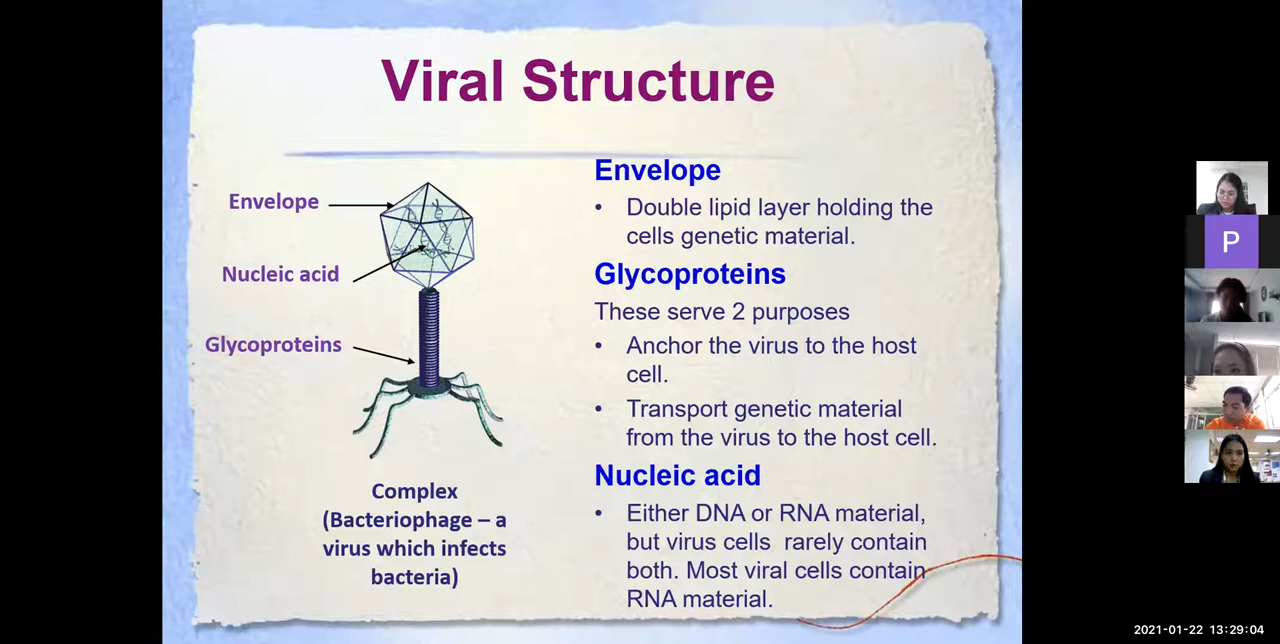 Viral Structure
Envelope
Nucleic acid
Glycoproteins
Complex
(Bacteriophage – a
virus which infects
bacteria)
Envelope
• Double lipid layer holding the
cells genetic material.
Glycoproteins
These serve 2 purposes
• Anchor the virus to the host
cell.
• Transport genetic material
from the virus to the host cell.
Nucleic acid
• Either DNA or RNA material,
but virus cells rarely contain
both. Most viral cells contain
RNA material.
P
2021-01-22 13:29:04